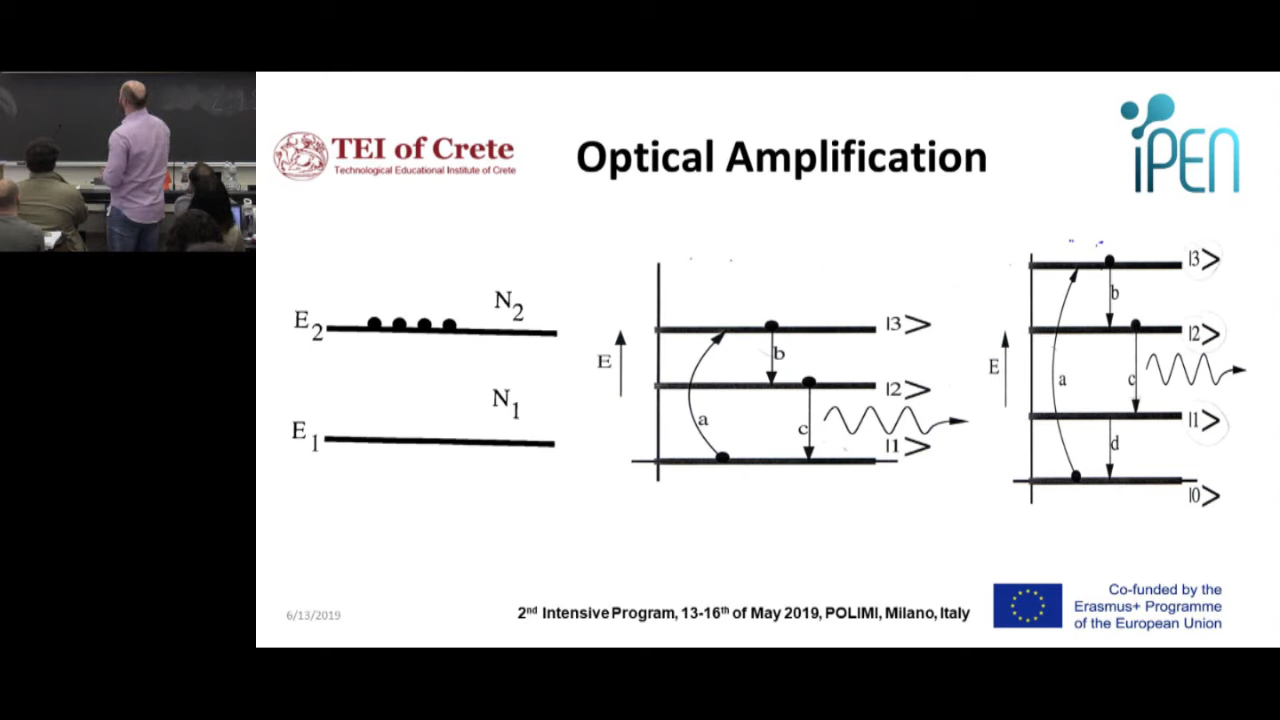 TEI of Crete
Technological Educational Institute of Crete
Optical Amplification
iPEN
E2
N2
E1
N1
E
|3>
|2>
|1>
a
b
c
E
|3>
|2>
|1>
|0>
a
b
c
d
6/13/2019
2nd Intensive Program, 13-16th of May 2019, POLIMI, Milano, Italy
Co-funded by the
Erasmus+ Programme
of the European Union